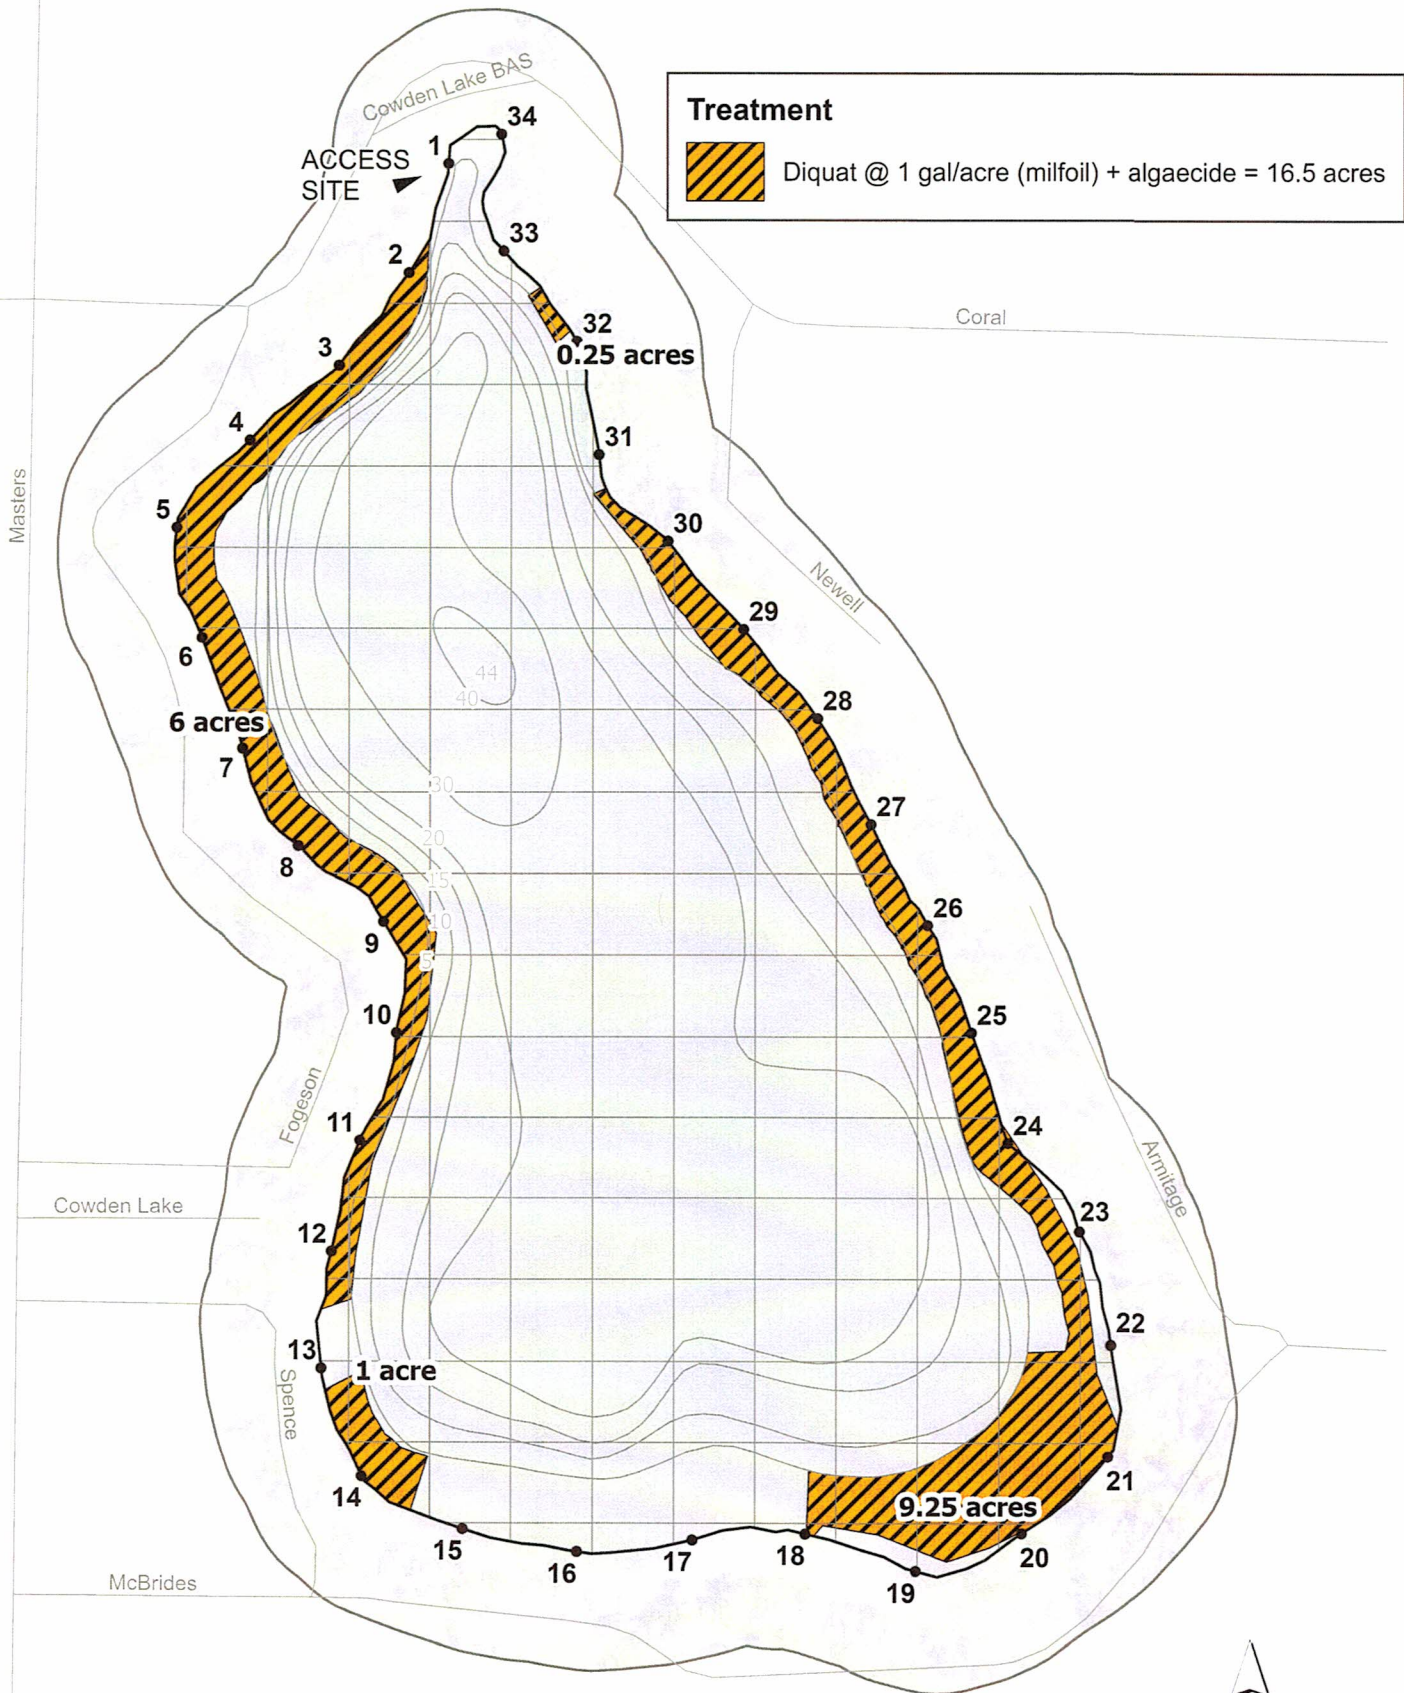 Cowden Lake BAS
Treatment
Diquat @ 1 gal/acre (milfoil) + algaecide = 16.5 acres
34
1
ACCESS
SITE
33
2
Coral
32
0.25 acres
3
4
31
Masters
5
30
Newell
29
6
44
40
28
6 acres
7
30
27
20
8
15
26
10
9
5
10
25
Fogeson
11
24
Armitage
Cowden Lake
23
12
22
13
1 acre
Spence
21
14
9.25 acres
15
16
17
18
20
19
McBrides